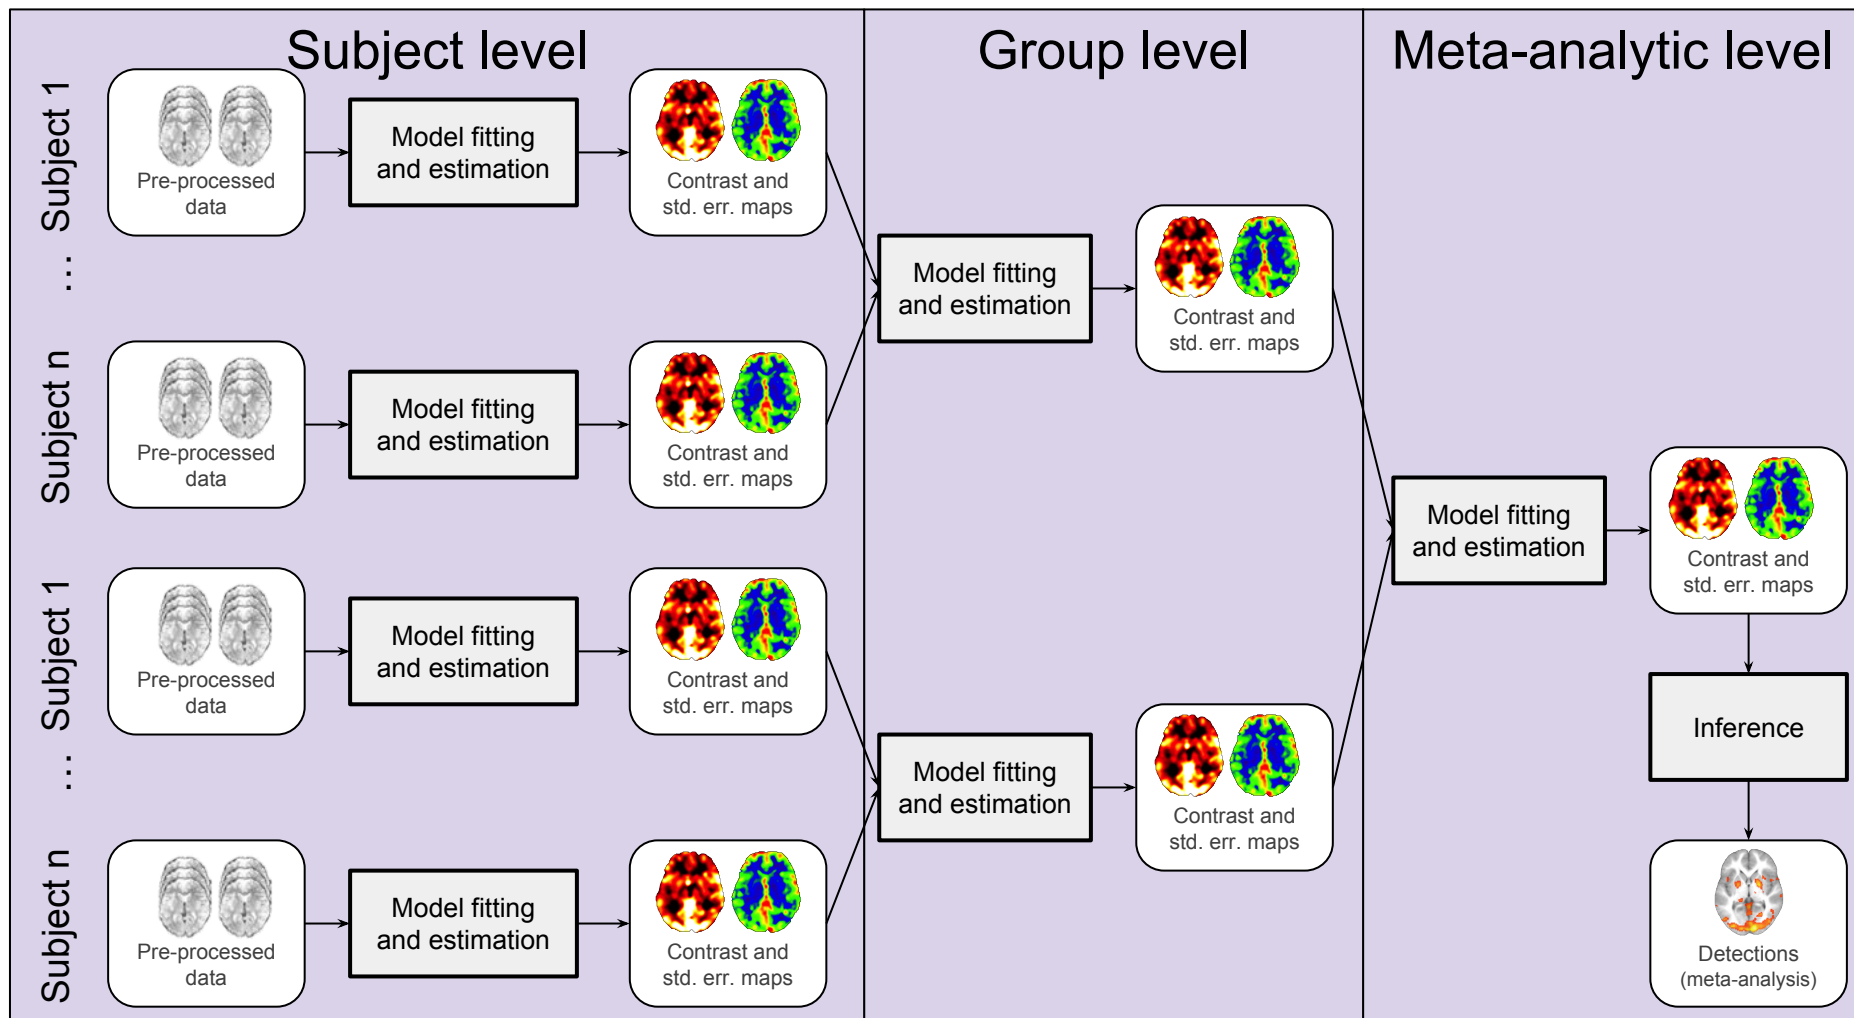 Subject level
Group level
Meta-analytic level
Subject 1
Pre-processed
data
Model fitting
and estimation
Contrast and
std. err. maps
...
Subject n
Pre-processed
data
Model fitting
and estimation
Contrast and
std. err. maps
Model fitting
and estimation
Contrast and
std. err. maps
Subject 1
Pre-processed
data
Model fitting
and estimation
Contrast and
std. err. maps
...
Subject n
Pre-processed
data
Model fitting
and estimation
Contrast and
std. err. maps
Model fitting
and estimation
Contrast and
std. err. maps
Model fitting
and estimation
Contrast and
std. err. maps
Inference
Detections
(meta-analysis)